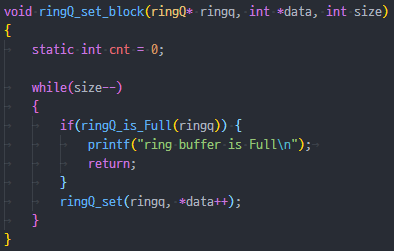 void ringQ_set_block(ringQ* ringq, int *data, int size)
{
    static int cnt = 0;

    while(size--)
    {
        if(ringQ_is_Full(ringq)) {
            printf("ring buffer is Full\n");
            return;
        }
        ringQ_set(ringq, *data++);
    }
}